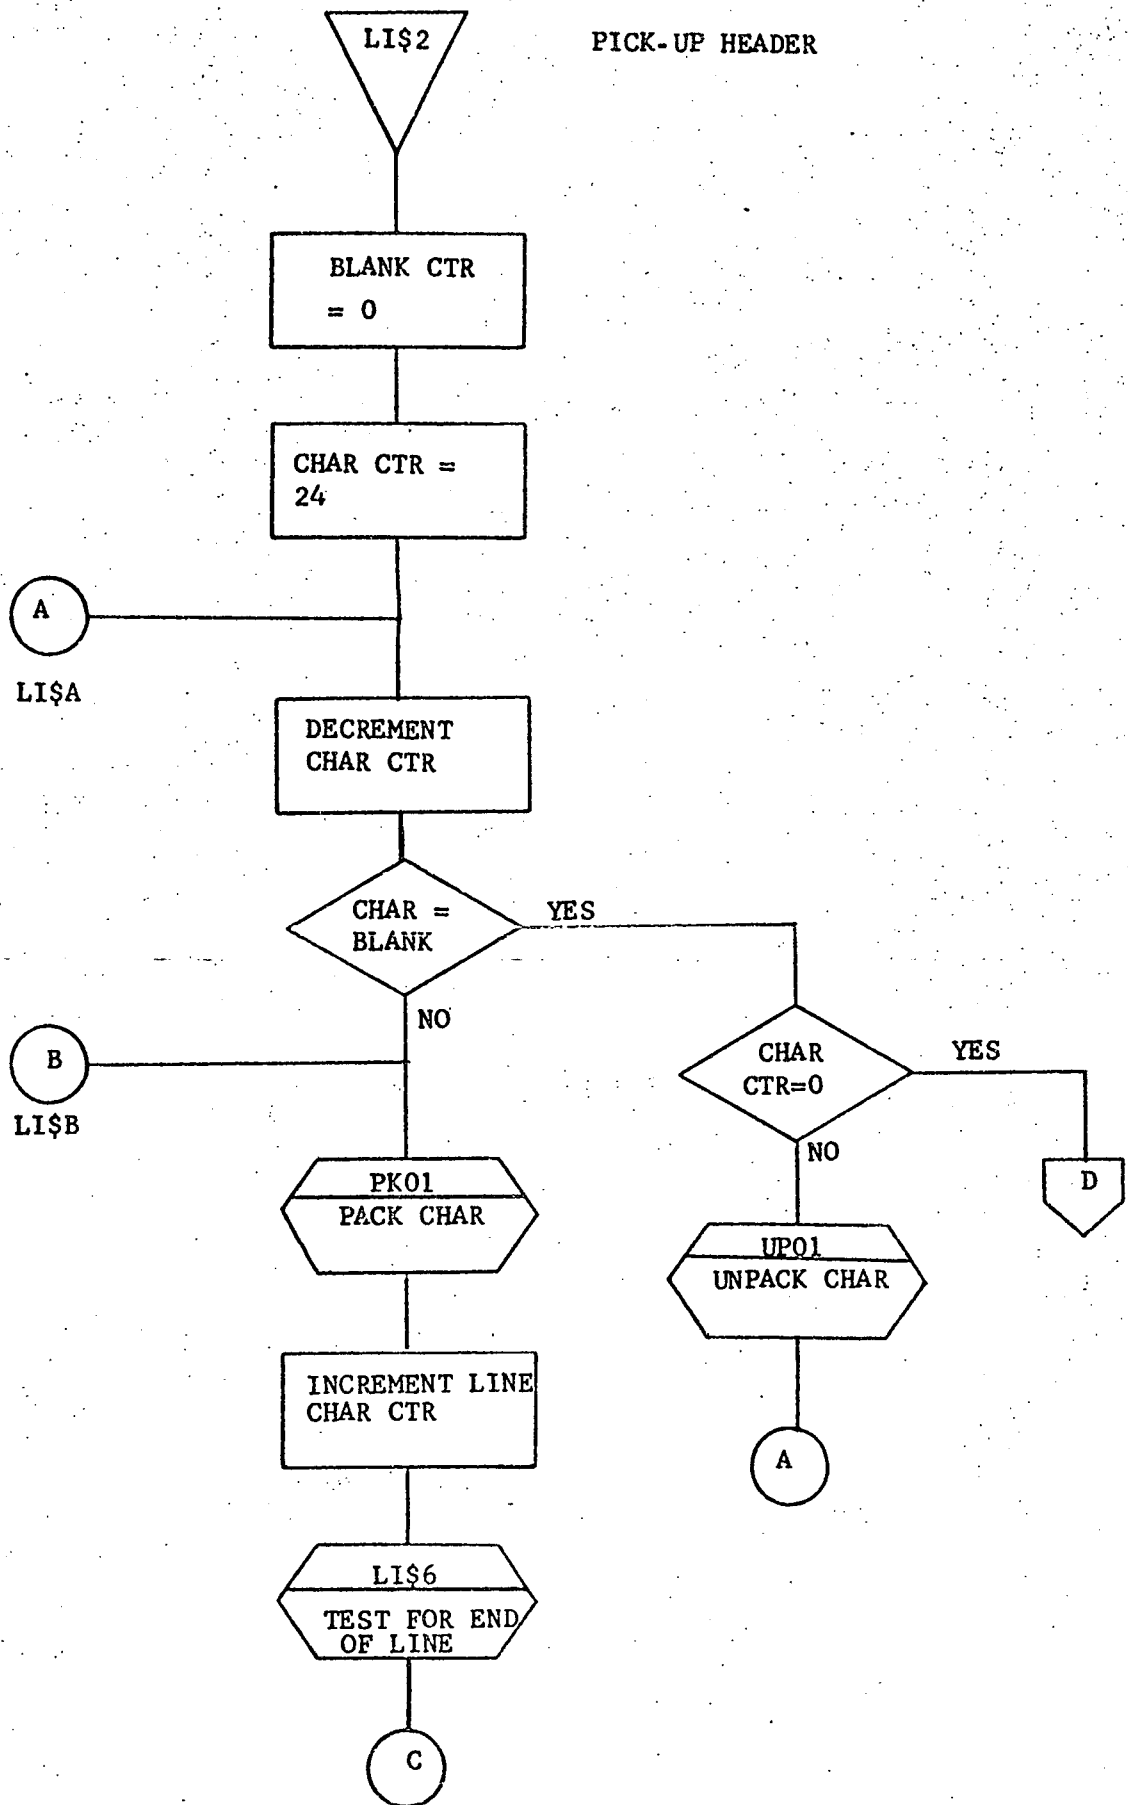 LI$2
PICK-UP HEADER
BLANK CTR
= 0
CHAR CTR =
24
A
LI$A
DECREMENT
CHAR CTR
CHAR =
BLANK
YES
NO
B
LI$B
CHAR
CTR=0
YES
NO
D
PK01
PACK CHAR
UP01
UNPACK CHAR
INCREMENT LINE
CHAR CTR
A
LI$6
TEST FOR END
OF LINE
C